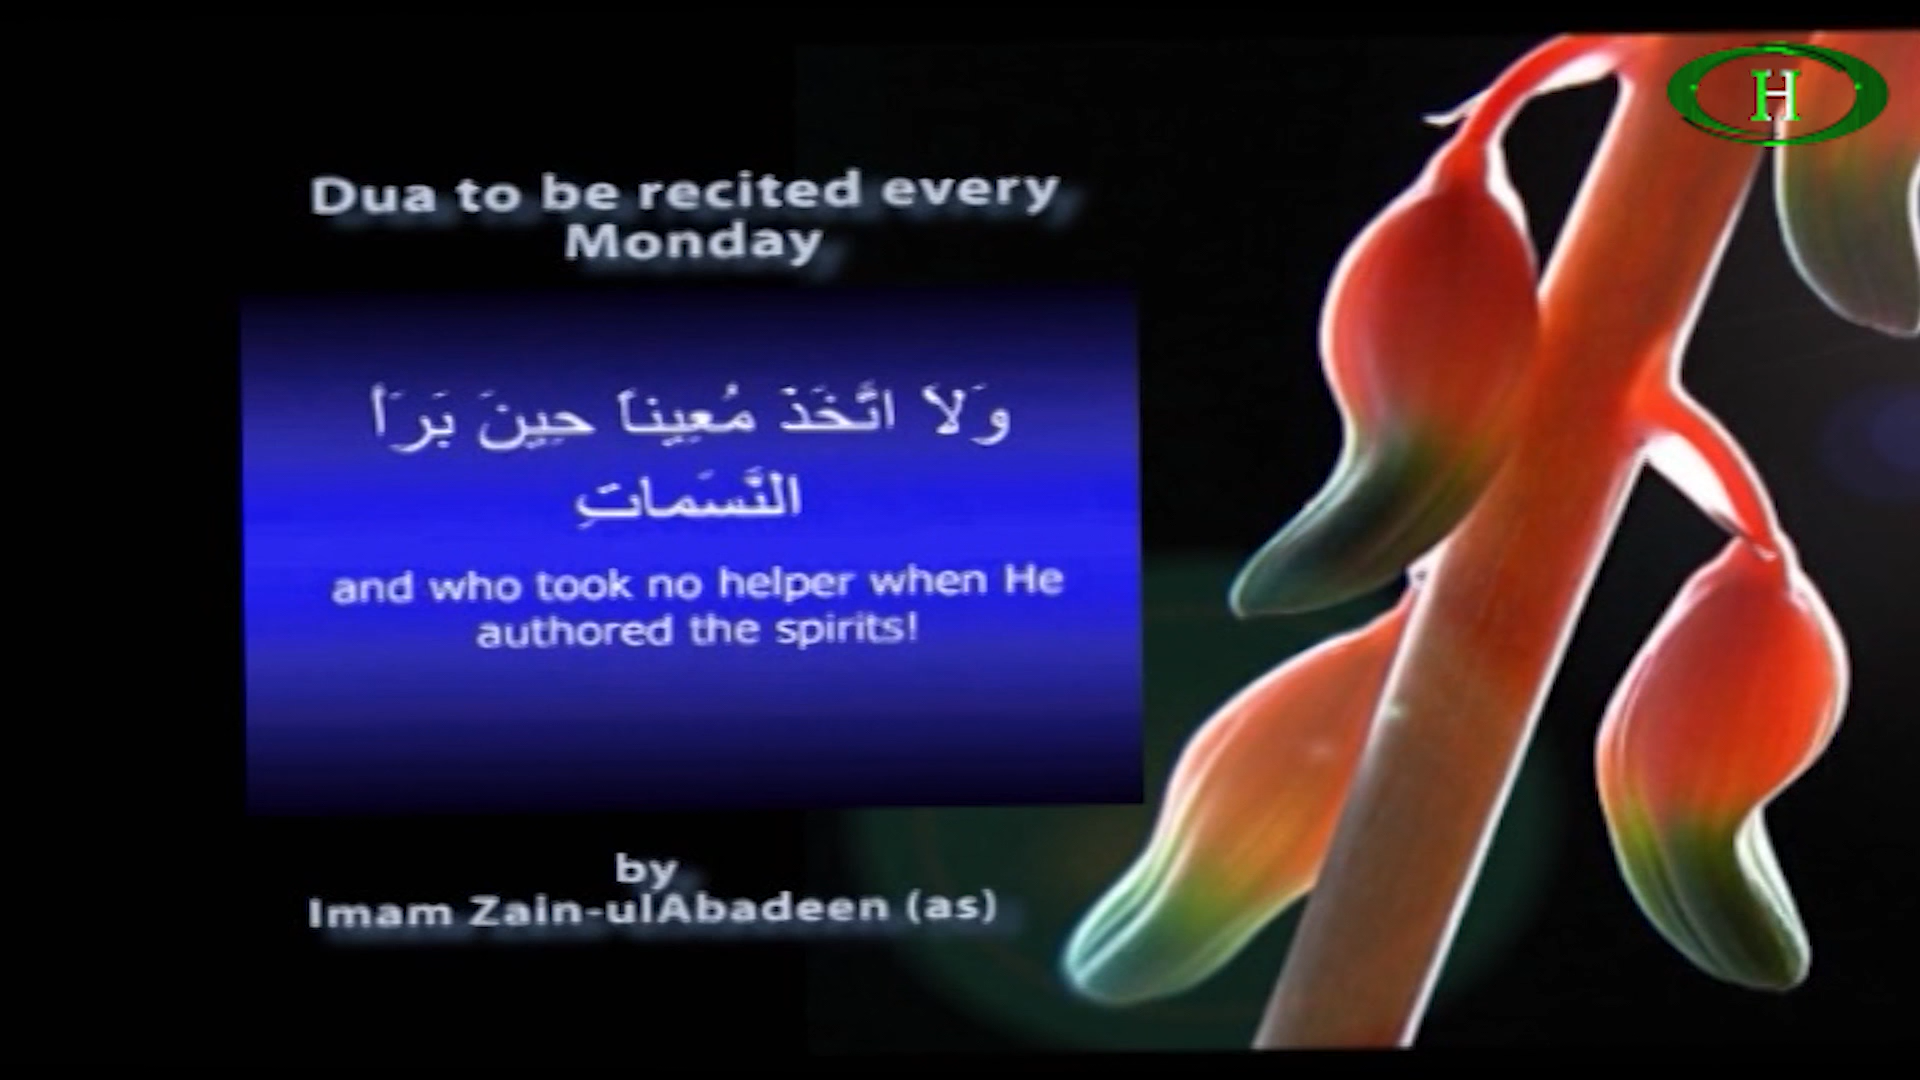 H
Dua to be recited every
Monday
وَلاَ اتَّخَذَ مُعِيناً حِينَ بَرَأَ
النَّسَماتِ
and who took no helper when He
authored the spirits!
by
Imam Zain-ulAbadeen (as)